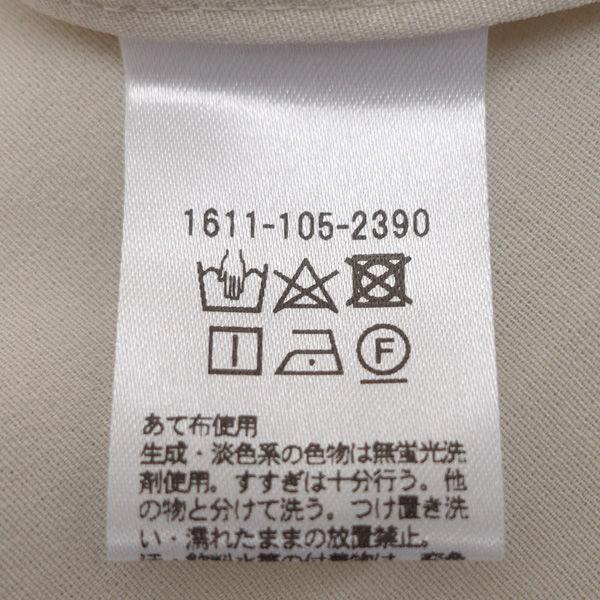 1611-105-2390
F
あて布使用
生成・淡色系の色物は無蛍光洗
剤使用。すすぎは十分行う。他
の物と分けて洗う。つけ置き洗
い・濡れたままの放置禁止。